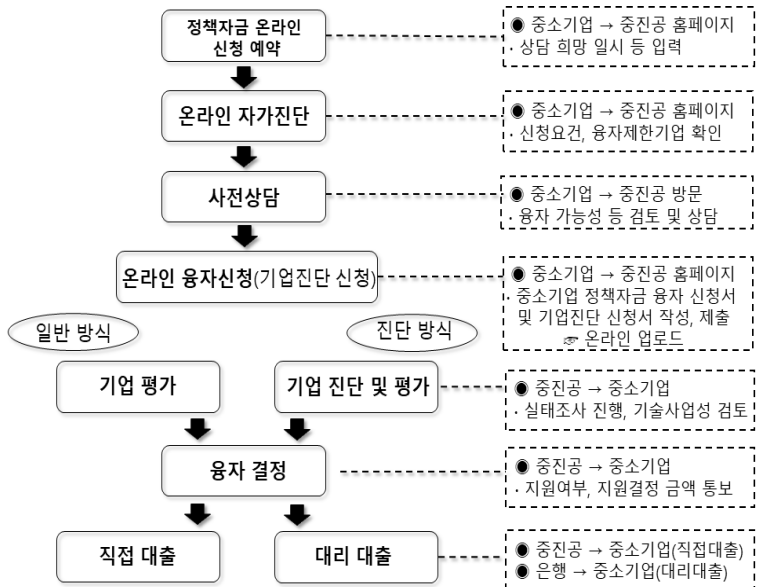 정책자금 온라인
신청 예약
◉ 중소기업 → 중진공 홈페이지
· 상담 희망 일시 등 입력
온라인 자가진단
◉ 중소기업 → 중진공 홈페이지
· 신청요건, 융자제한기업 확인
사전상담
◉ 중소기업 → 중진공 방문
· 융자 가능성 등 검토 및 상담
온라인 융자신청(기업진단 신청)
◉ 중소기업 → 중진공 홈페이지
· 중소기업 정책자금 융자 신청서
및 기업진단 신청서 작성, 제출
☞ 온라인 업로드
일반 방식
진단 방식
기업 평가
기업 진단 및 평가
◉ 중진공 → 중소기업
· 실태조사 진행, 기술사업성 검토
융자 결정
◉ 중진공 → 중소기업
· 지원여부, 지원결정 금액 통보
직접 대출
대리 대출
◉ 중진공 → 중소기업(직접대출)
◉ 은행 → 중소기업(대리대출)